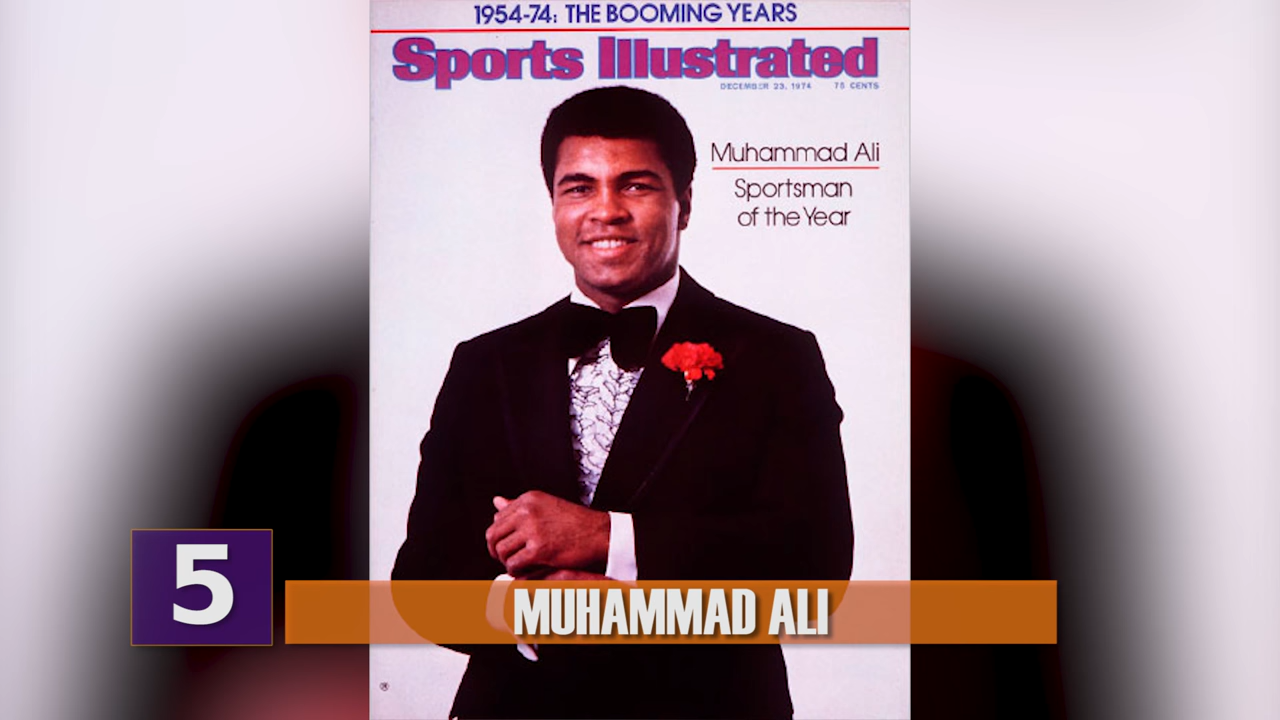 1954-74: THE BOOMING YEARS
Sports Illustrated
DECEMBER 23, 1974 75 CENTS
Muhammad Ali
Sportsman
of the Year
5
MUHAMMAD ALI